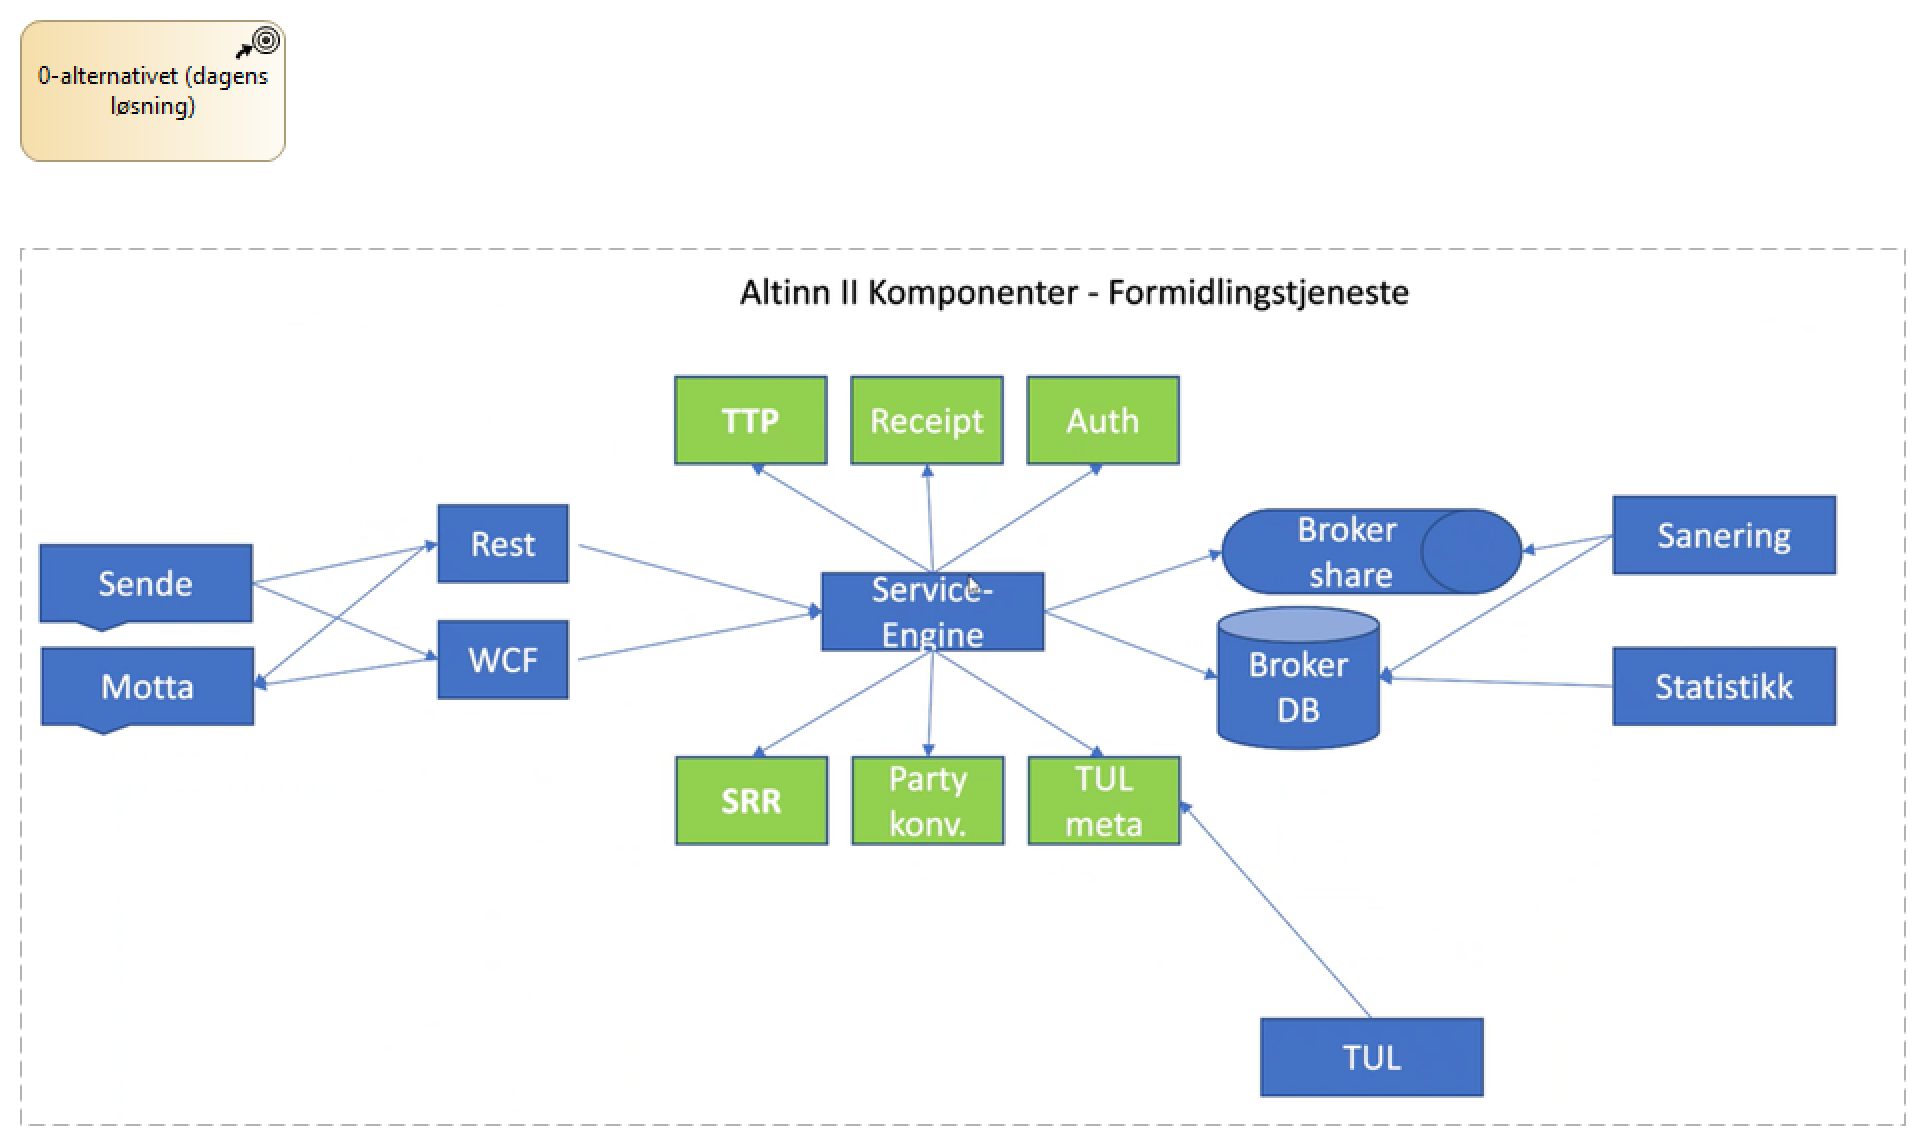 0-alternativet (dagens
løsning)
Altinn II Komponenter - Formidlingstjeneste
TTP
Receipt
Auth
Sende
Motta
Rest
WCF
Service-
Engine
Broker
share
Broker
DB
Sanering
Statistikk
SRR
Party
konv.
TUL
meta
TUL